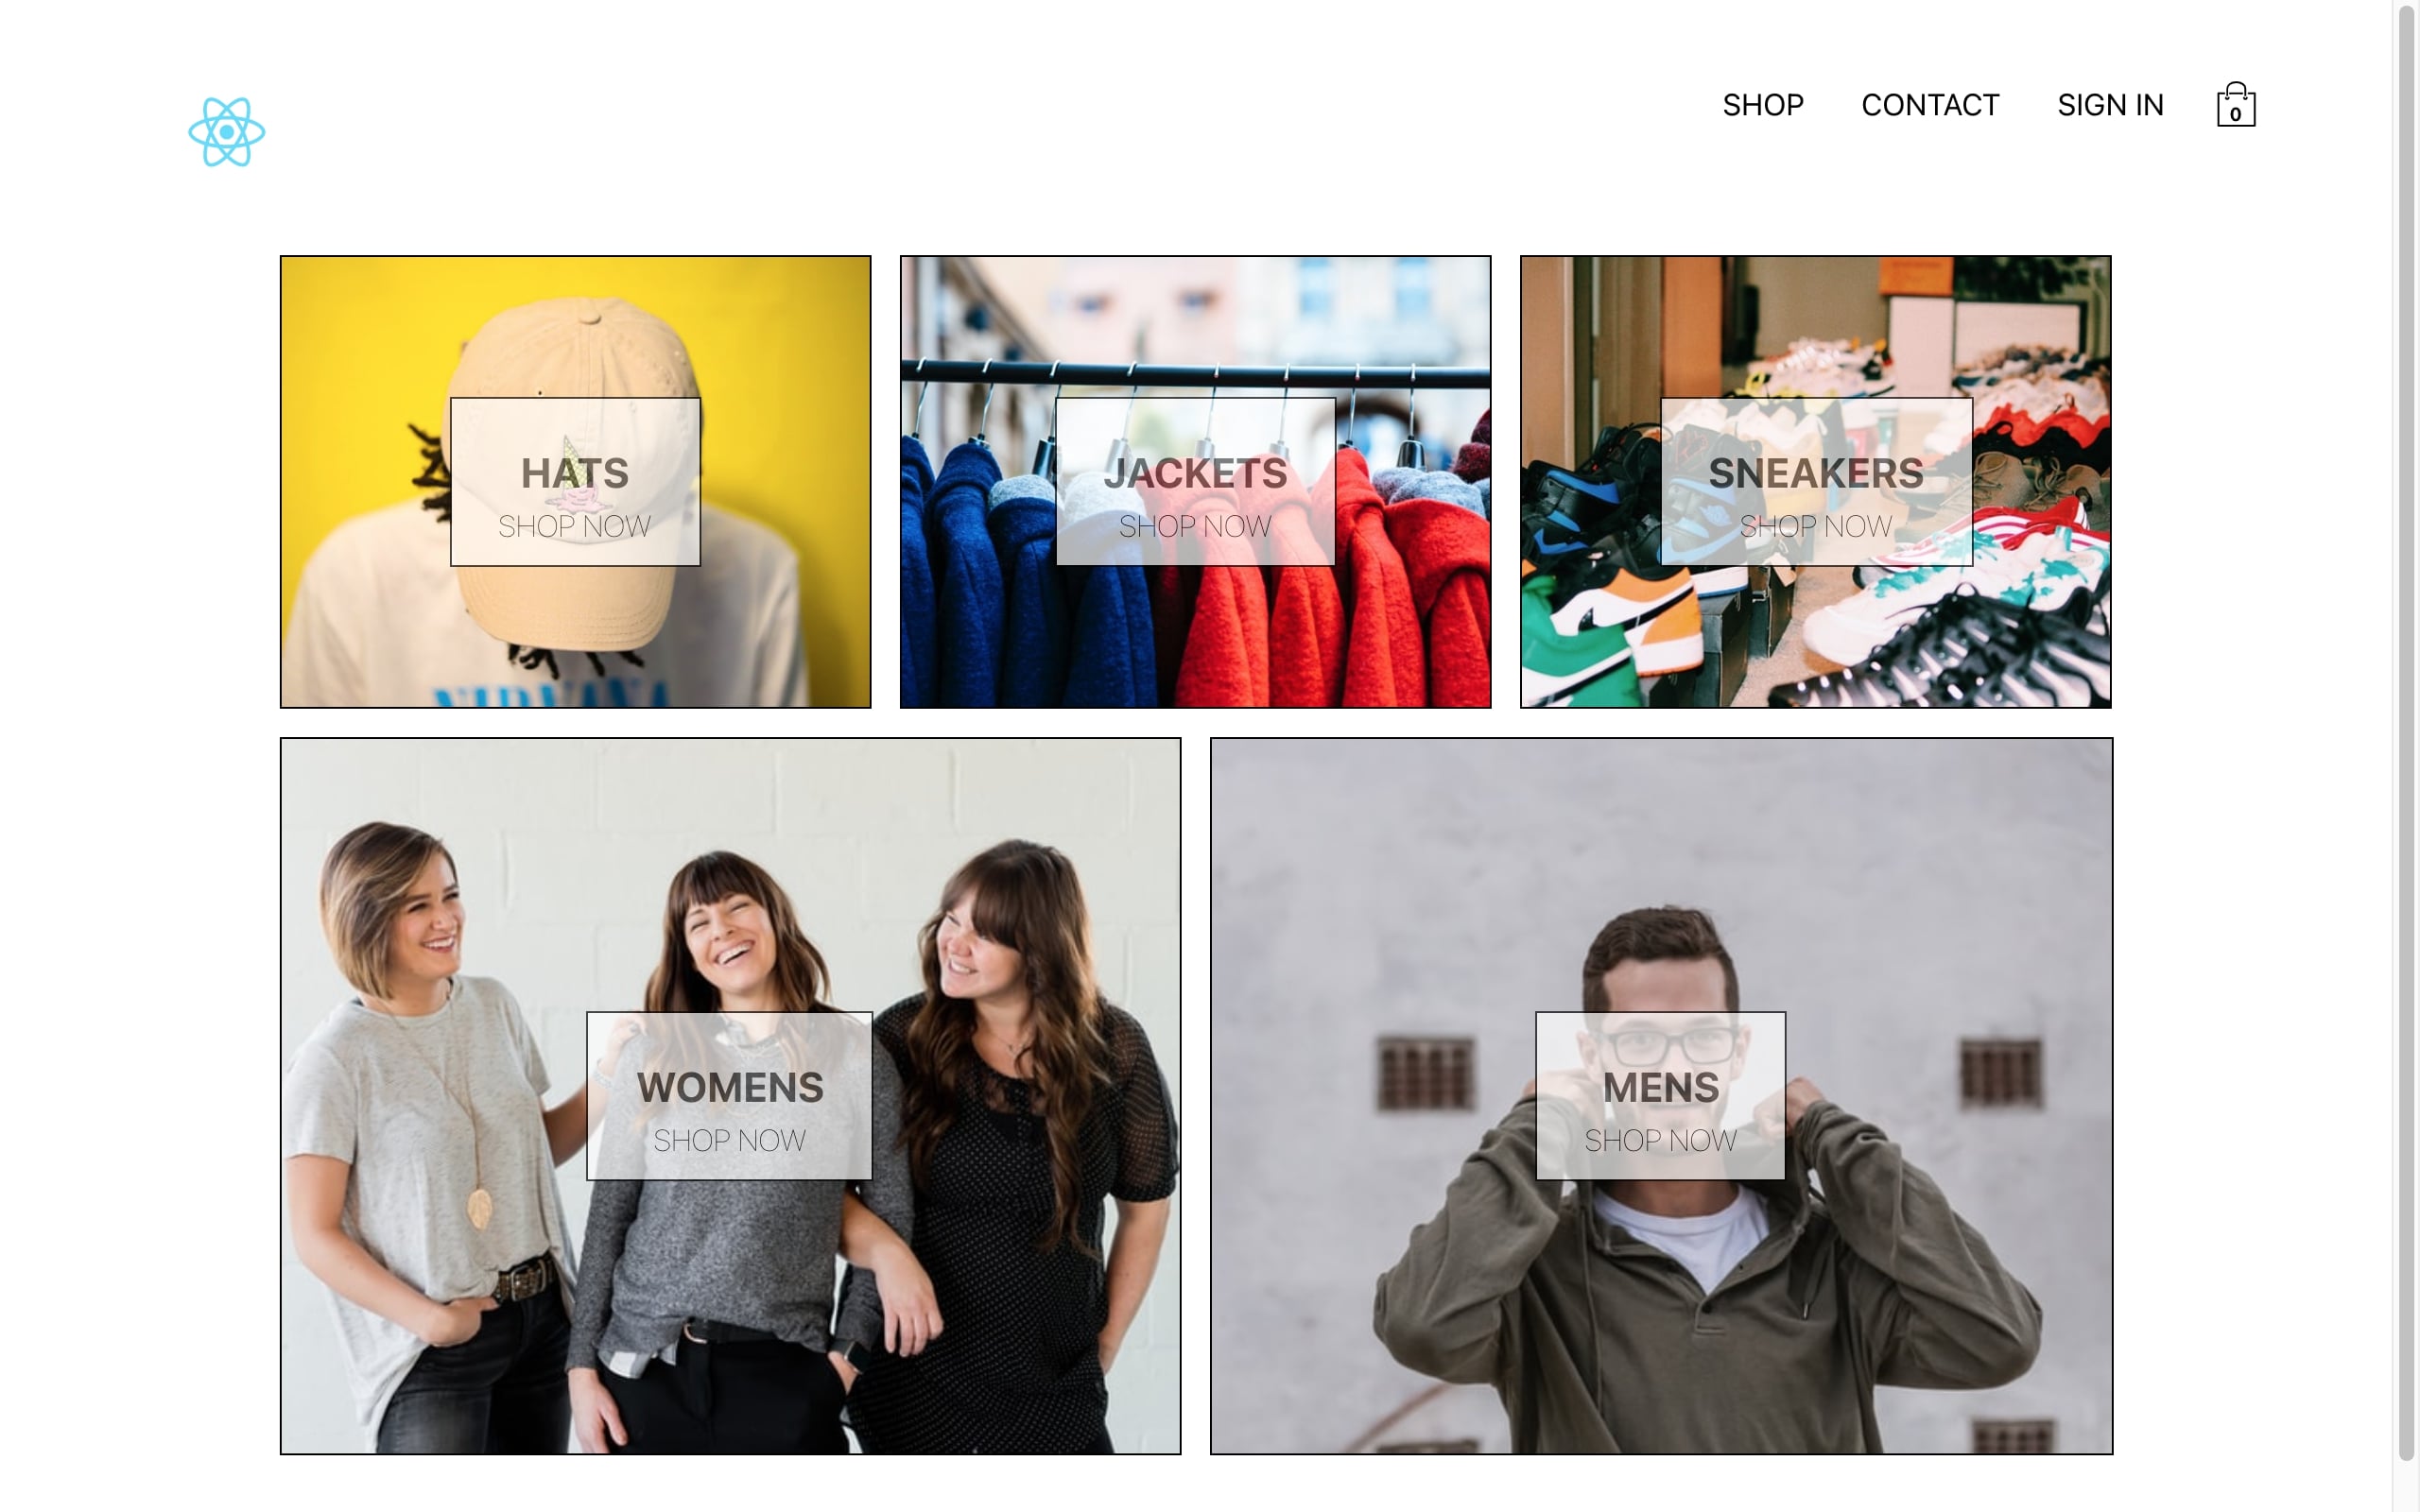 SHOP CONTACT SIGN IN 0
HATS
SHOP NOW
JACKETS
SHOP NOW
SNEAKERS
SHOP NOW
NIRVANA
WOMENS
SHOP NOW
MENS
SHOP NOW